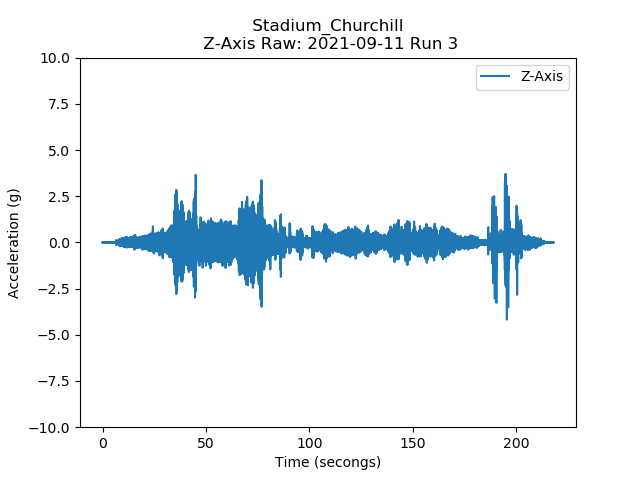 Stadium_Churchill
Z-Axis Raw: 2021-09-11 Run 3
Z-Axis
10.0
7.5
5.0
2.5
0.0
−2.5
−5.0
−7.5
−10.0
Acceleration (g)
0 50 100 150 200
Time (secongs)